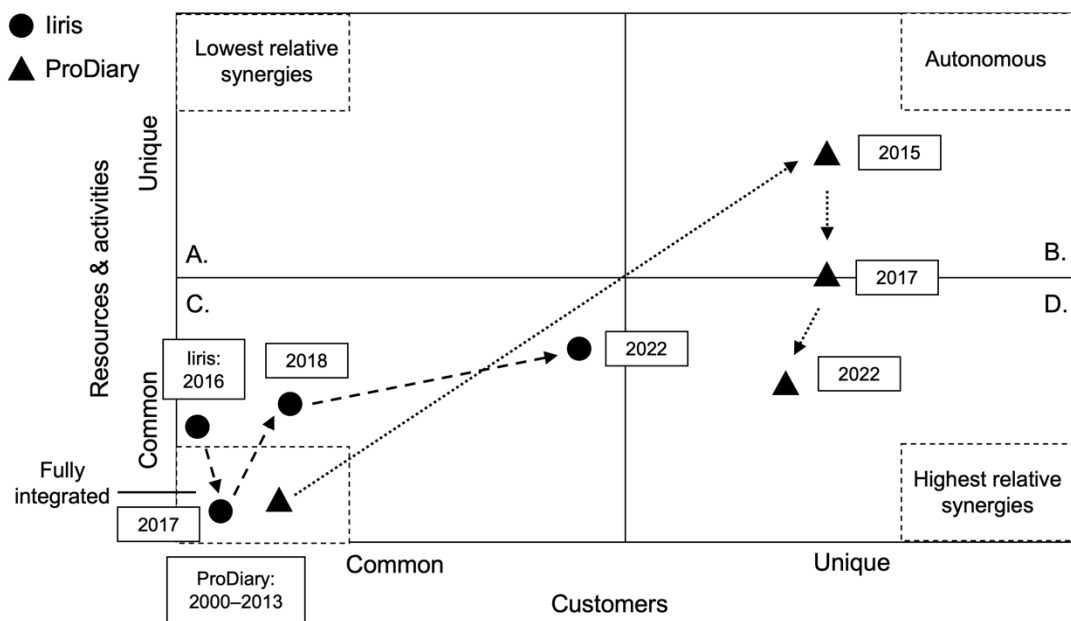 Iiris
ProDiary
Lowest relative
synergies
Autonomous
Unique
2015
Resources & activities
A.
B.
C.
2017
D.
Iiris:
2016
2018
2022
2022
Common
Fully
integrated
2017
Highest relative
synergies
Common
Unique
ProDiary:
2000–2013
Customers